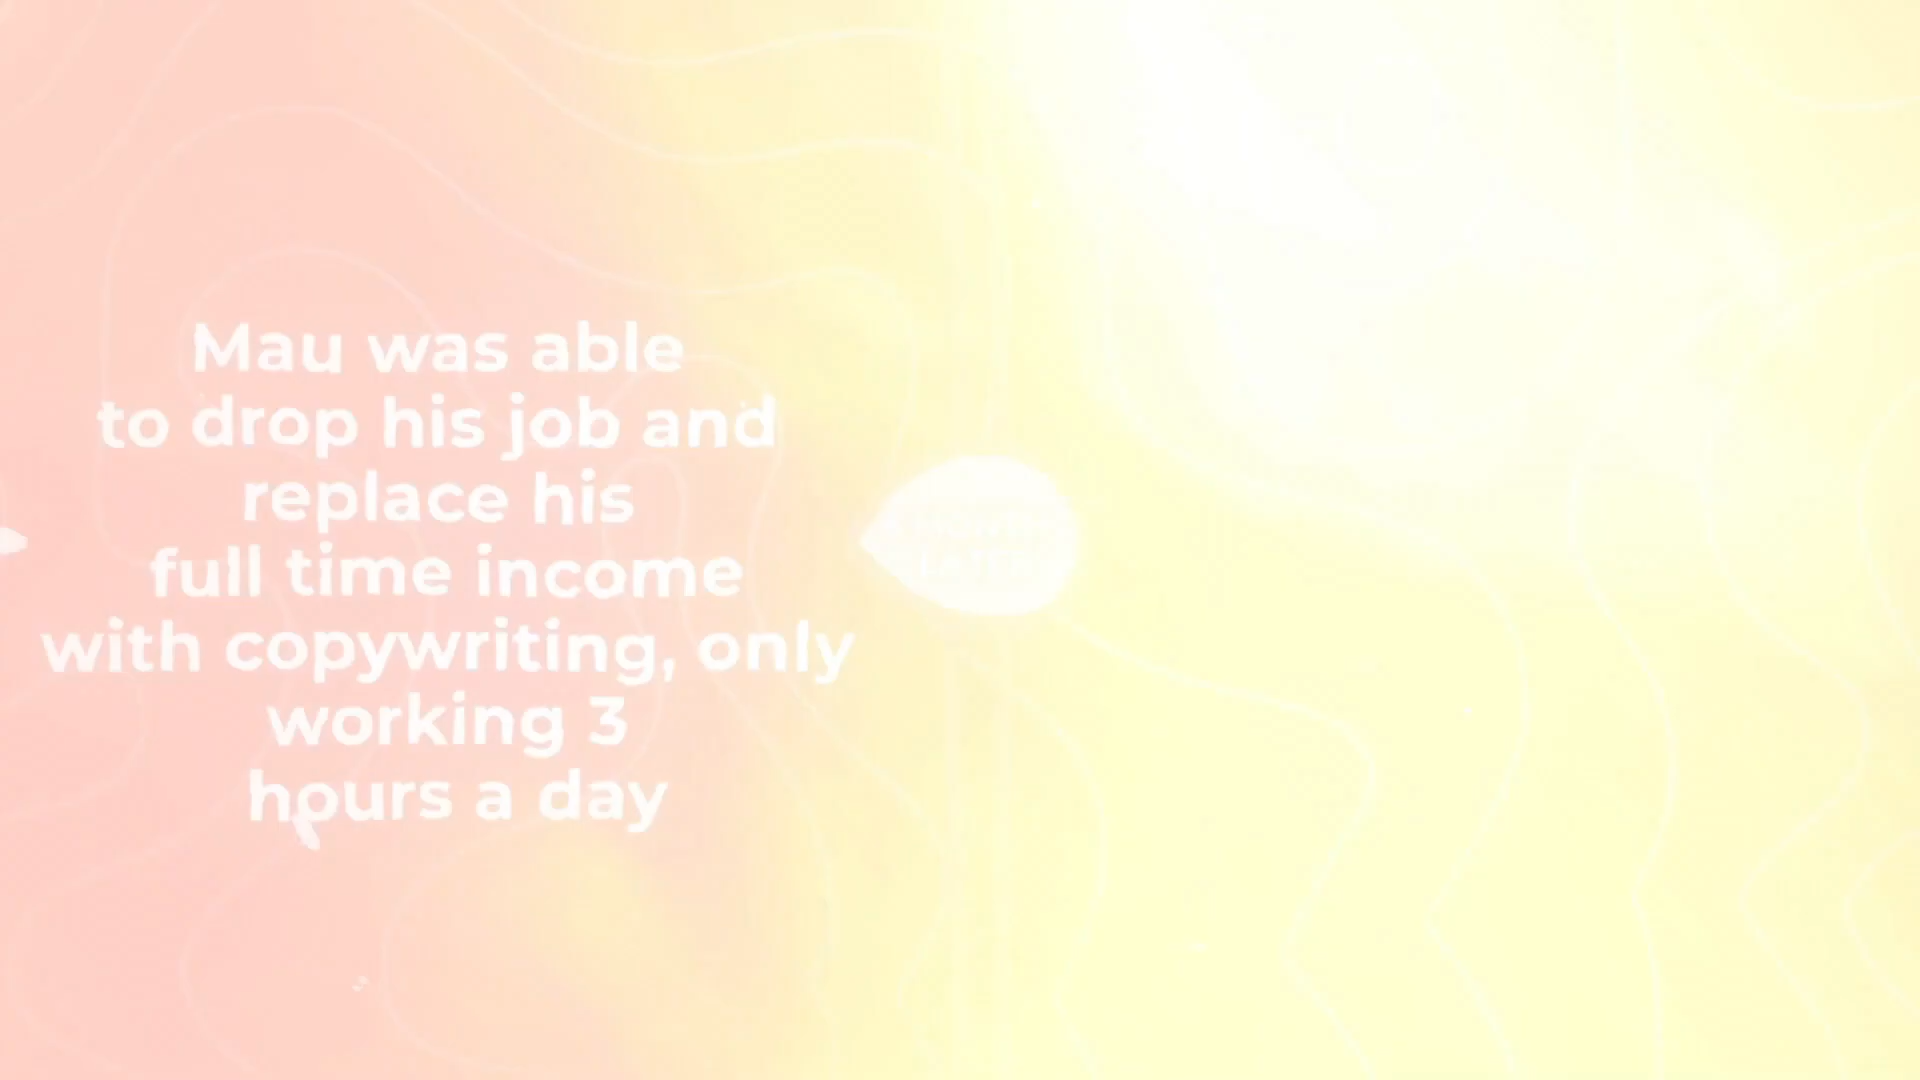 Mau was able
to drop his job and
replace his
full time income
with copywriting, only
working 3
hours a day